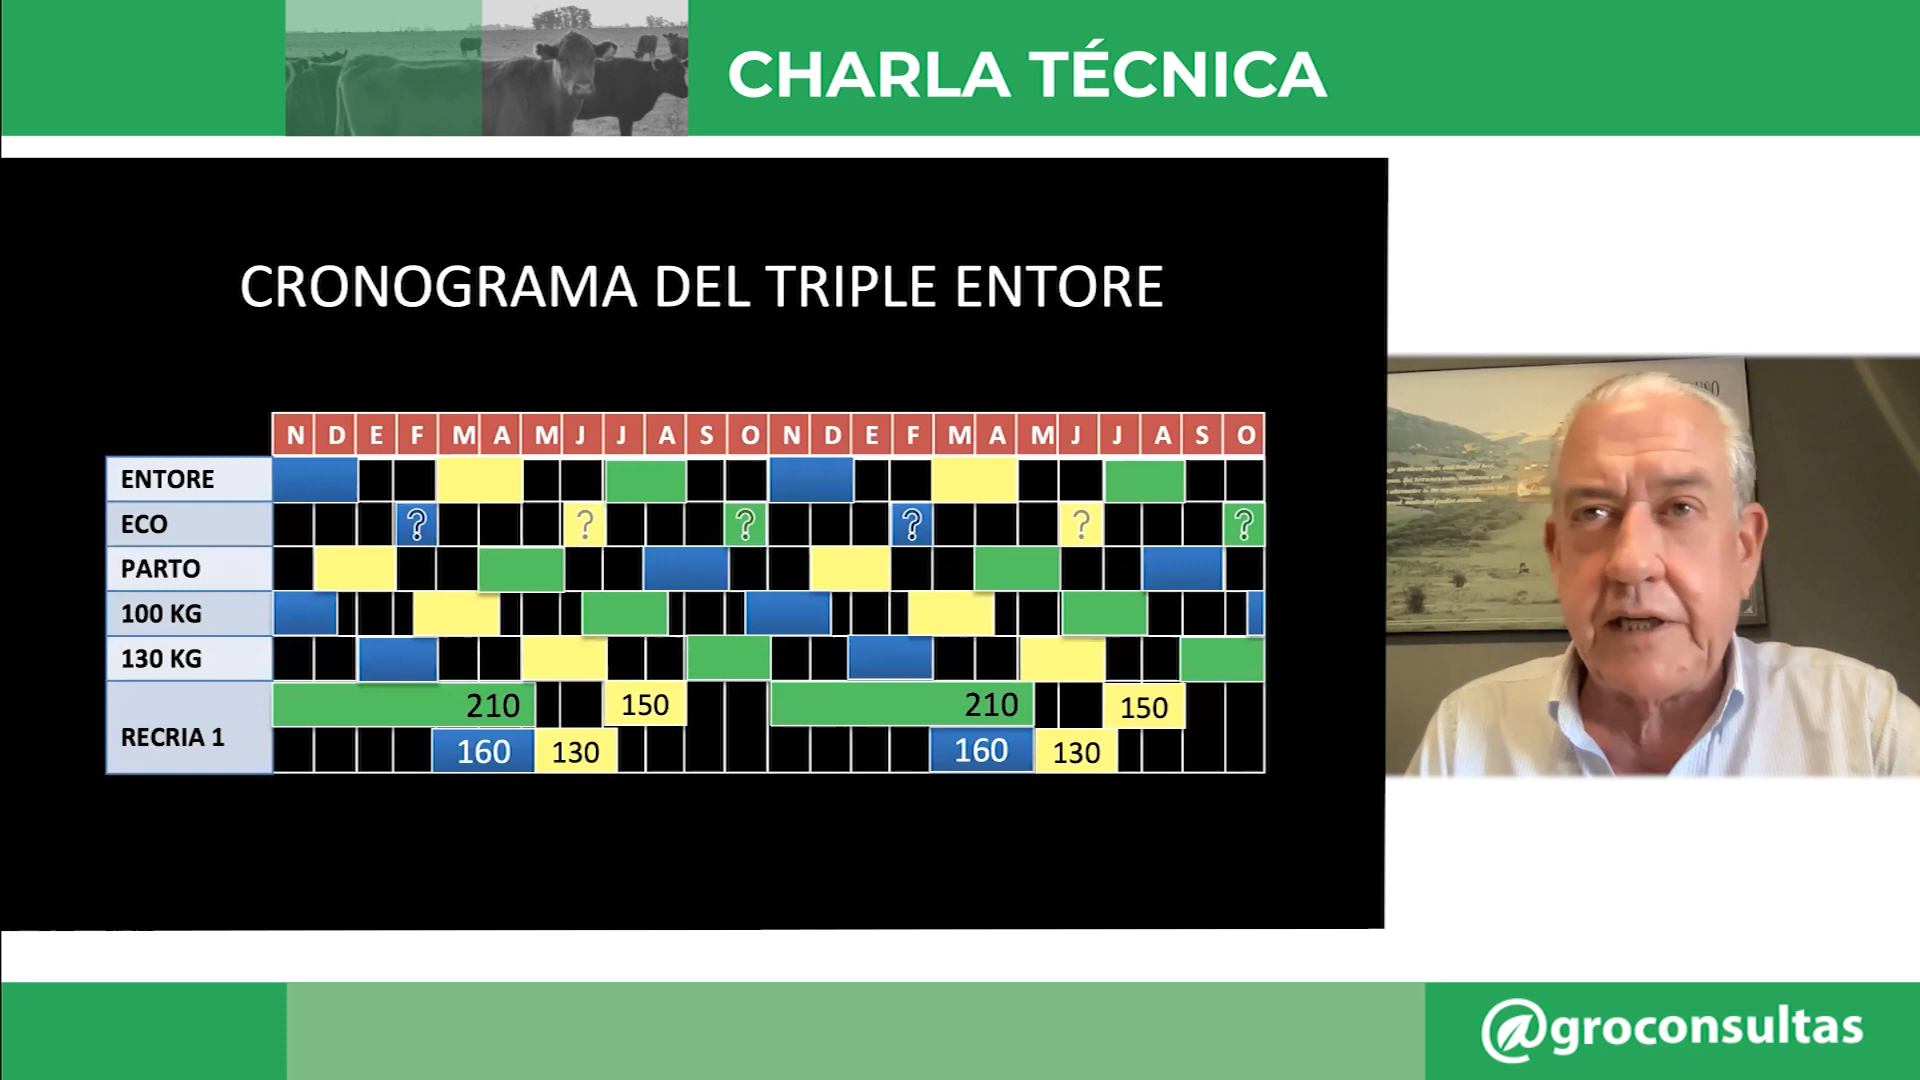 CHARLA TÉCNICA
CRONOGRAMA DEL TRIPLE ENTORE
N D E F M A M J J A S O N D E F M A M J J A S O
ENTORE
ECO ? ? ? ? ? ?
PARTO
100 KG
130 KG
RECRIA 1
210 150 210 150
160 130 160 130
@groconsultas